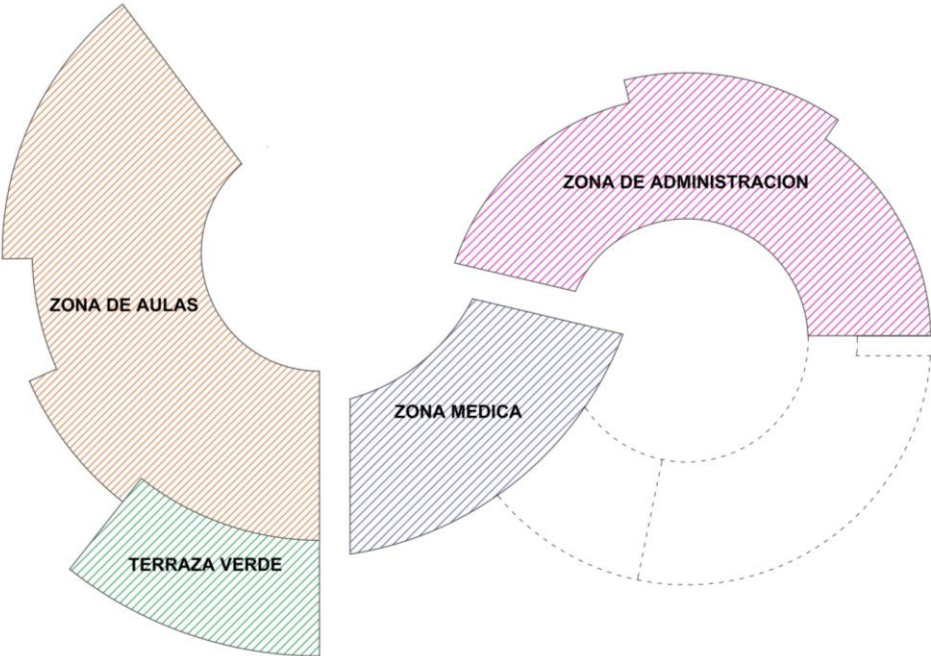 ZONA DE ADMINISTRACION
ZONA DE AULAS
ZONA MEDICA
TERRAZA VERDE